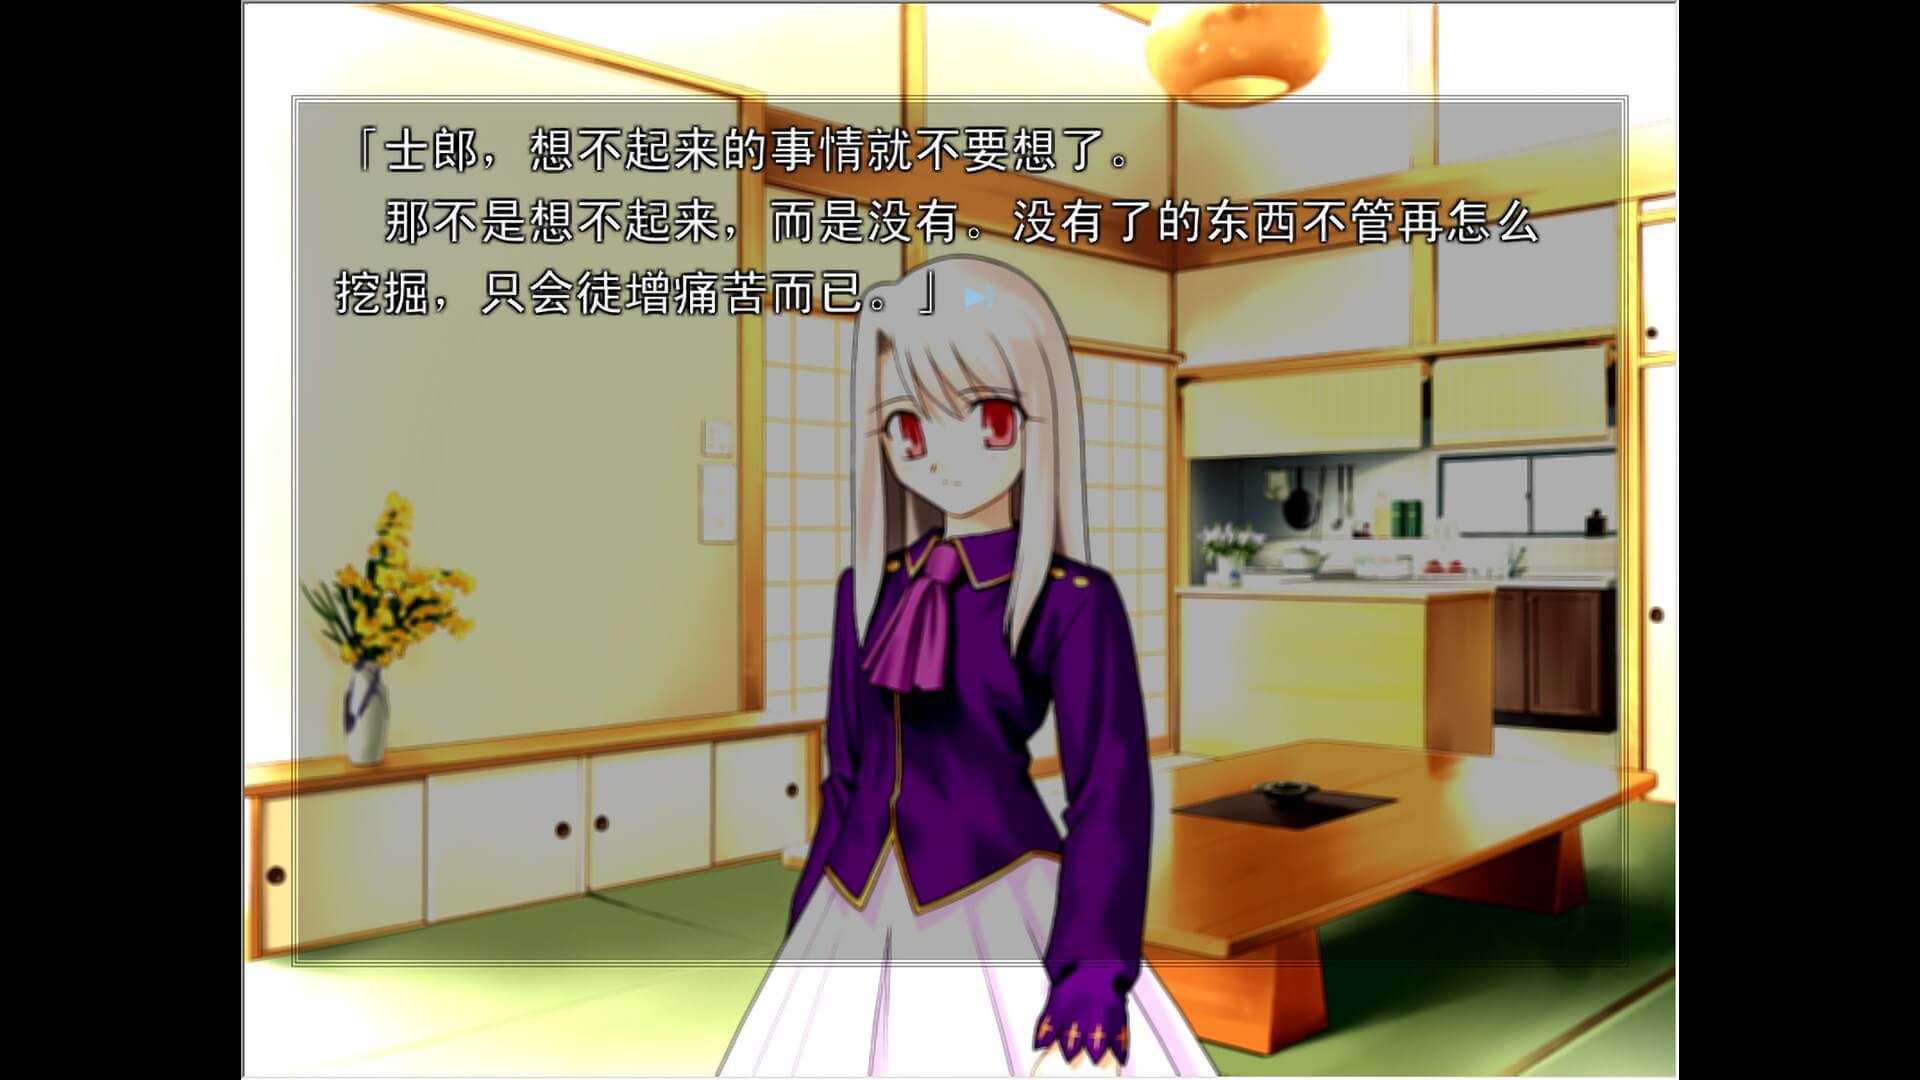 「士郎，想不起来的事情就不要想了。
那不是想不起来，而是没有。没有了的东西不管再怎么
挖掘，只会徒增痛苦而已。」